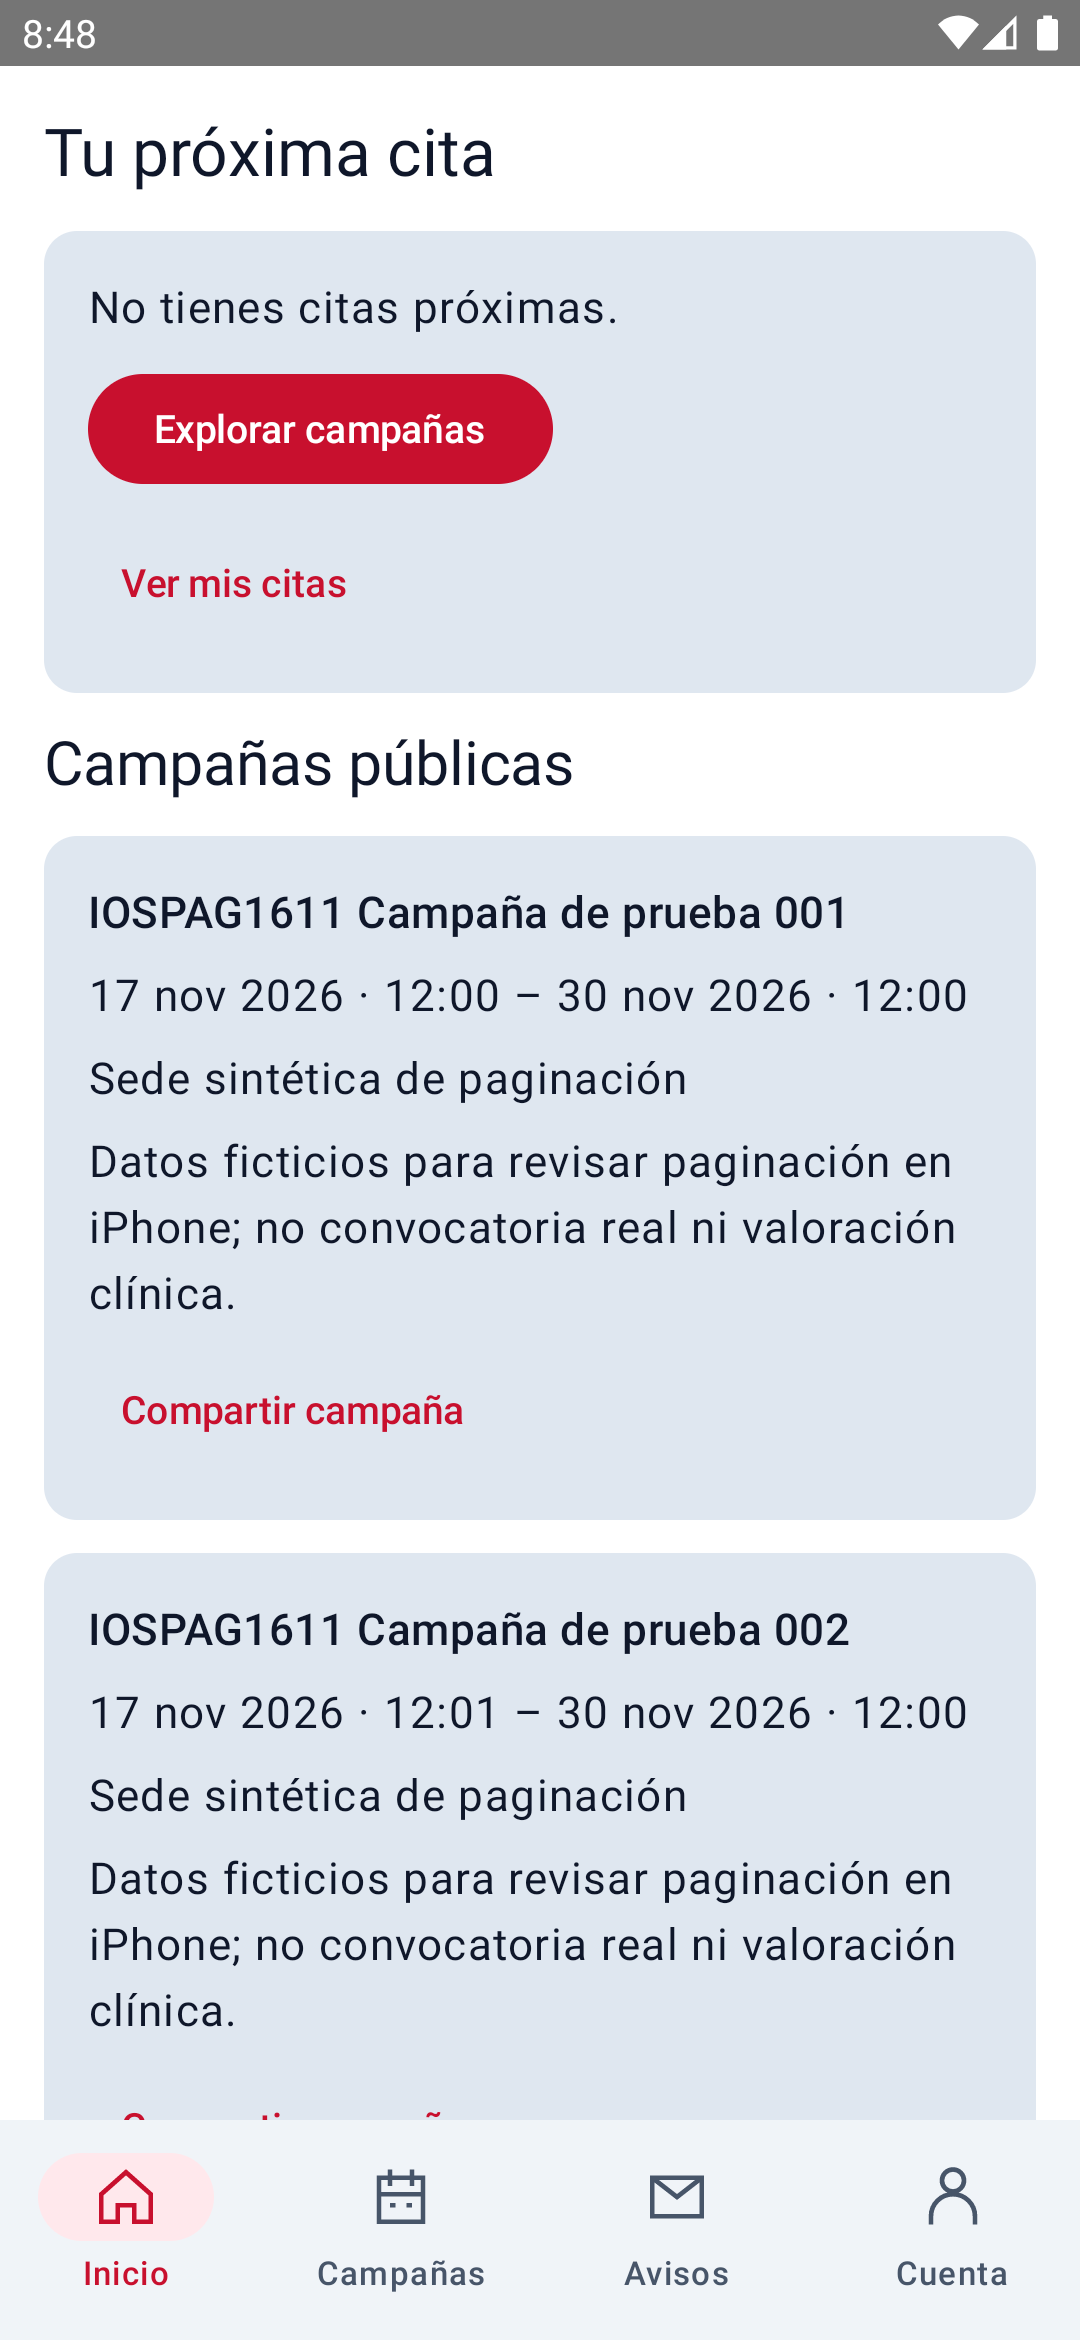 8:48
Tu próxima cita
No tienes citas próximas.
Explorar campañas
Ver mis citas
Campañas públicas
IOSPAG1611 Campaña de prueba 001
17 nov 2026 · 12:00 – 30 nov 2026 · 12:00
Sede sintética de paginación
Datos ficticios para revisar paginación en
iPhone; no convocatoria real ni valoración
clínica.
Compartir campaña
IOSPAG1611 Campaña de prueba 002
17 nov 2026 · 12:01 – 30 nov 2026 · 12:00
Sede sintética de paginación
Datos ficticios para revisar paginación en
iPhone; no convocatoria real ni valoración
clínica.
Inicio
Campañas
Avisos
Cuenta